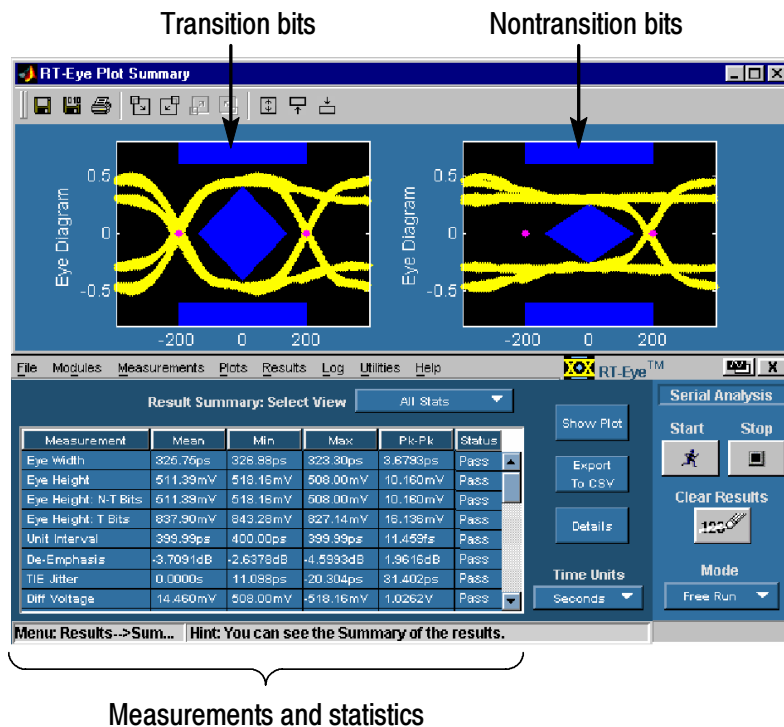 Transition bits
Nontransition bits
RT-Eye Plot Summary
Eye Diagram
0.5
0
-0.5
-200 0 200
Eye Diagram
0.5
0
-0.5
-200 0 200
File Modules Measurements Plots Results Log Utilities Help
RT-Eye™
X
Result Summary: Select View All Stats
Measurement Mean Min Max Pk-Pk Status
Eye Width 325.75ps 326.98ps 323.30ps 3.6793ps Pass
Eye Height 511.39mV 518.16mV 508.00mV 10.160mV Pass
Eye Height: N-T Bits 511.39mV 518.16mV 508.00mV 10.160mV Pass
Eye Height: T Bits 837.90mV 843.28mV 827.14mV 16.136mV Pass
Unit Interval 399.99ps 400.00ps 399.99ps 11.459fs Pass
De-Emphasis -3.7091dB -2.6378dB -4.5993dB 1.9616dB Pass
TIE Jitter 0.0000s 11.098ps -20.304ps 31.402ps Pass
Diff Voltage 14.460mV 508.00mV -518.16mV 1.0262V Pass
Show Plot
Export
To CSV
Details
Time Units
Seconds
Serial Analysis
Start Stop
Clear Results
123
Mode
Free Run
Menu: Results-->Sum... Hint: You can see the Summary of the results.
Measurements and statistics